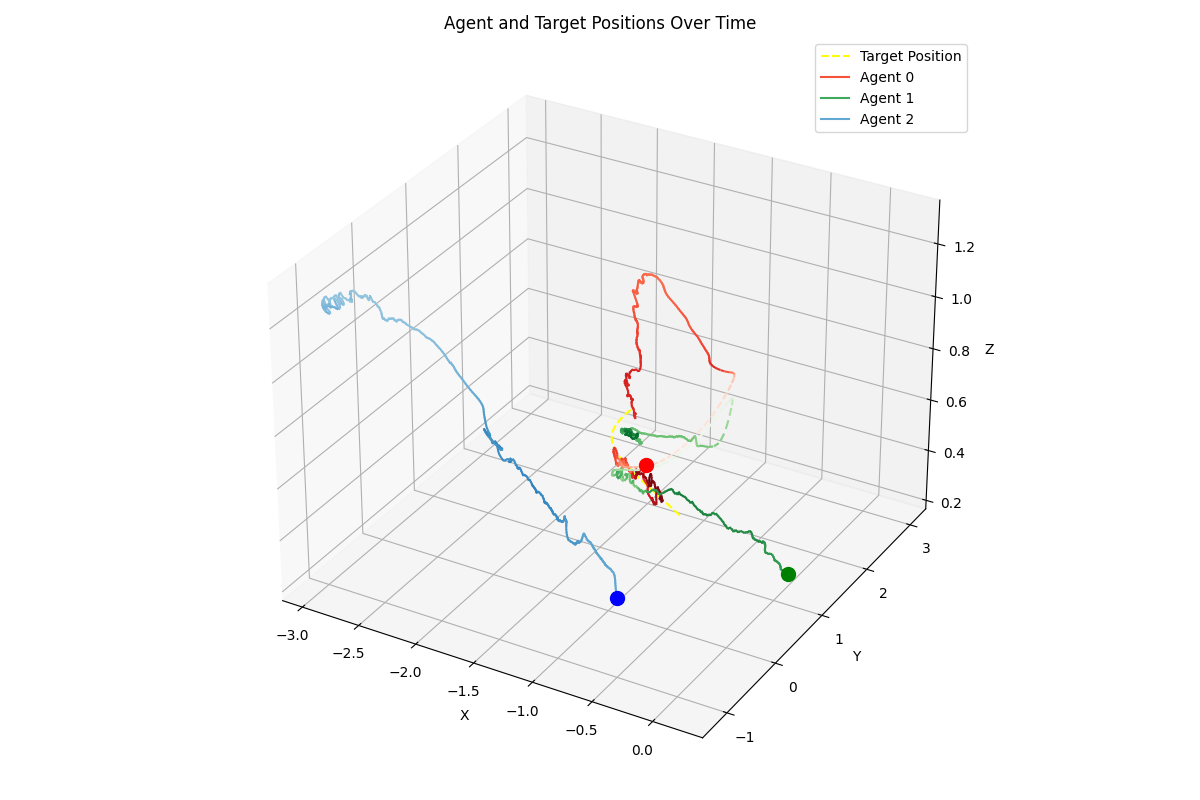 Agent and Target Positions Over Time
Target Position
Agent 0
Agent 1
Agent 2
1.2
1.0
0.8
0.6
0.4
0.2
Z
3
2
1
0
−1
Y
−3.0
−2.5
−2.0
−1.5
−1.0
−0.5
0.0
X